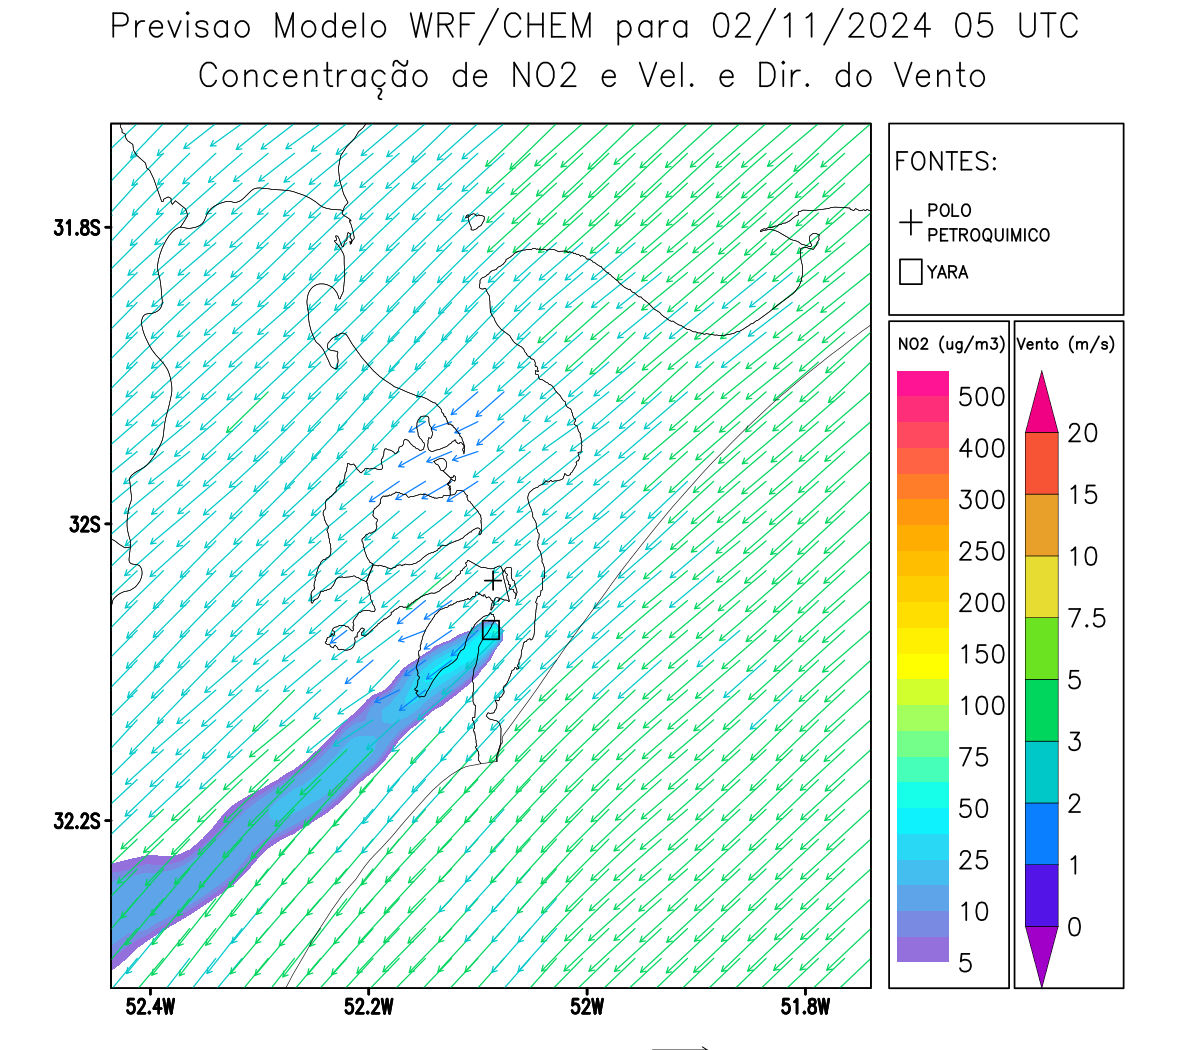 Previsao Modelo WRF/CHEM para 02/11/2024 05 UTC
Concentração de NO2 e Vel. e Dir. do Vento
FONTES:
POLO
PETROQUIMICO
YARA
31.8S
32S
32.2S
52.4W
52.2W
52W
51.8W
NO2 (ug/m3)
500
400
300
250
200
150
100
75
50
25
10
5
Vento (m/s)
20
15
10
7.5
5
3
2
1
0